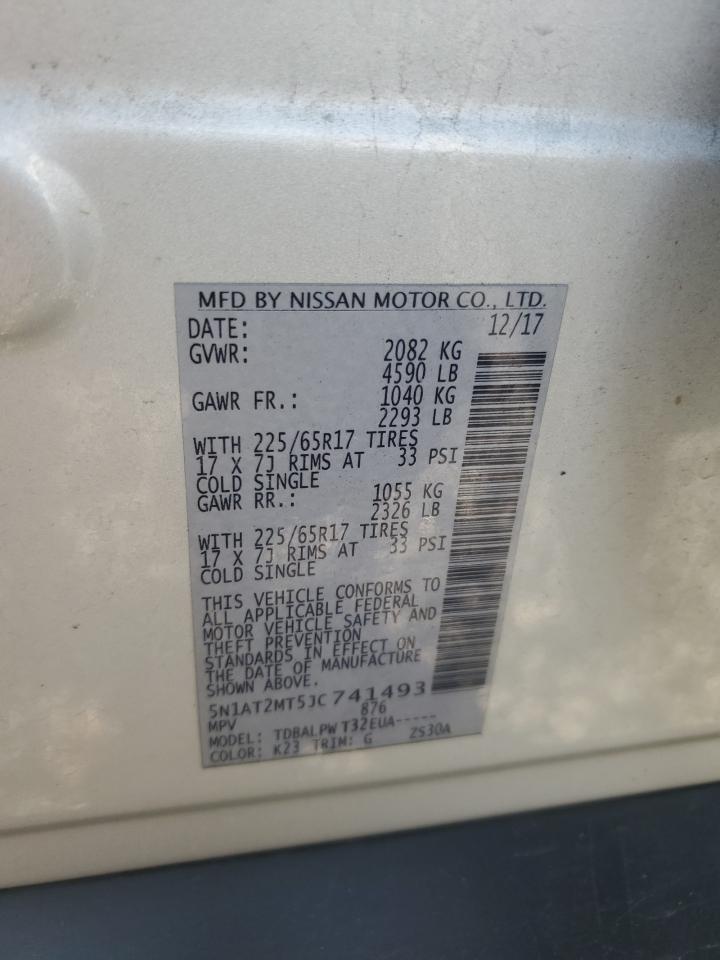 MFD BY NISSAN MOTOR CO., LTD.
DATE: 12/17
GVWR: 2082 KG
4590 LB
GAWR FR.: 1040 KG
2293 LB
WITH 225/65R17 TIRES
17 X 7J RIMS AT 33 PSI
COLD SINGLE
GAWR RR.: 1055 KG
2326 LB
WITH 225/65R17 TIRES
17 X 7J RIMS AT 33 PSI
COLD SINGLE
THIS VEHICLE CONFORMS TO
ALL APPLICABLE FEDERAL
MOTOR VEHICLE SAFETY AND
THEFT PREVENTION
STANDARDS IN EFFECT ON
THE DATE OF MANUFACTURE
SHOWN ABOVE.
5N1AT2MT5JC741493
MPV 876
MODEL: TDBALPWT32EUA-----
COLOR: K23 TRIM: G ZS30A